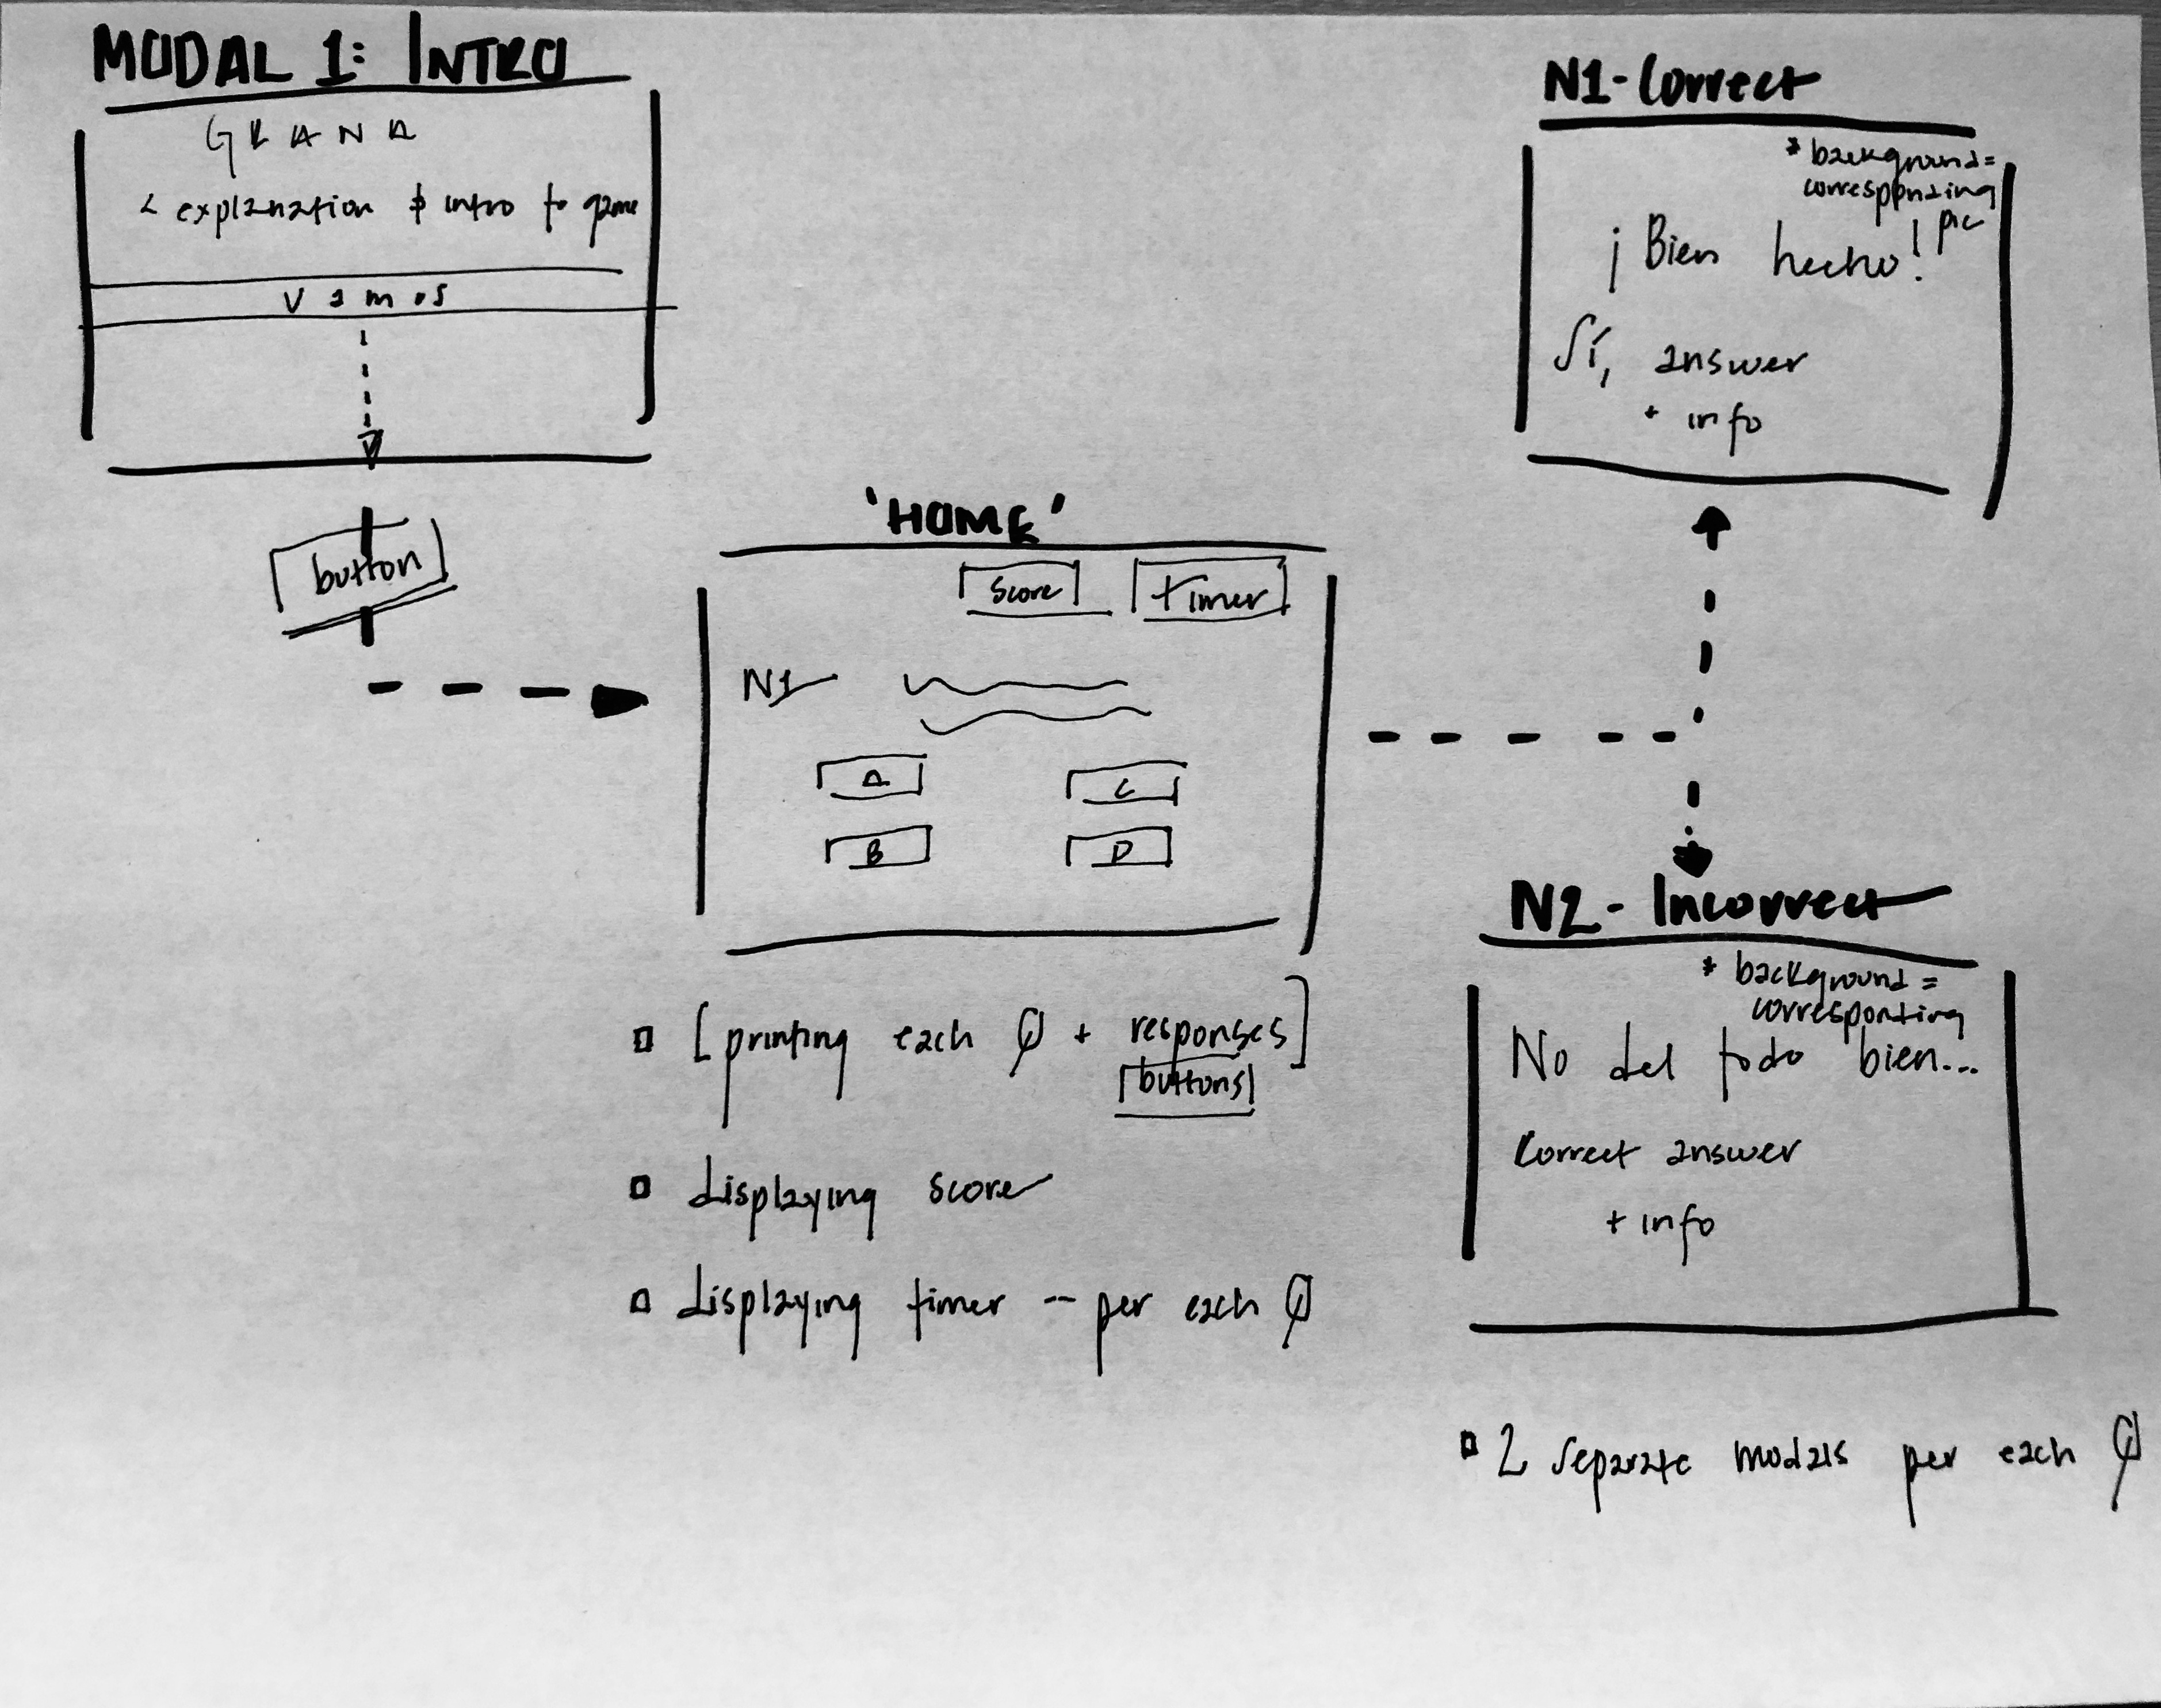 MODAL 1: INTRO
GRANA
< explanation & intro to game
Vamos
button
'HOME'
Score
timer
N1
A
C
B
D
[printing each Q + responses]
buttons
displaying score
displaying timer -- per each Q
N1 - Correct
* background =
corresponding
pic
¡Bien hecho!
Sí, answer
+ info
N2 - Incorrect
* background =
corresponding
No del todo bien...
Correct answer
+ info
2 separate modals per each Q